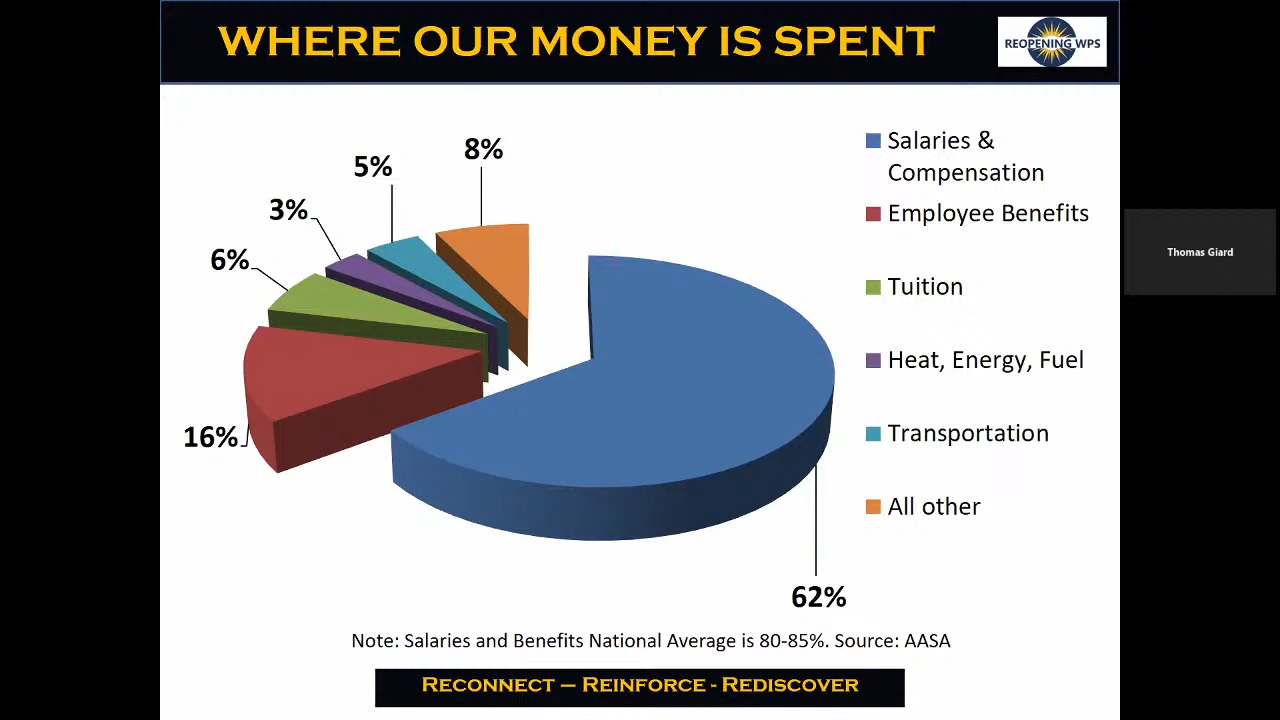 WHERE OUR MONEY IS SPENT
REOPENING WPS
8%
5%
3%
6%
16%
62%
Salaries &
Compensation
Employee Benefits
Tuition
Heat, Energy, Fuel
Transportation
All other
Thomas Giard
Note: Salaries and Benefits National Average is 80-85%. Source: AASA
RECONNECT – REINFORCE - REDISCOVER